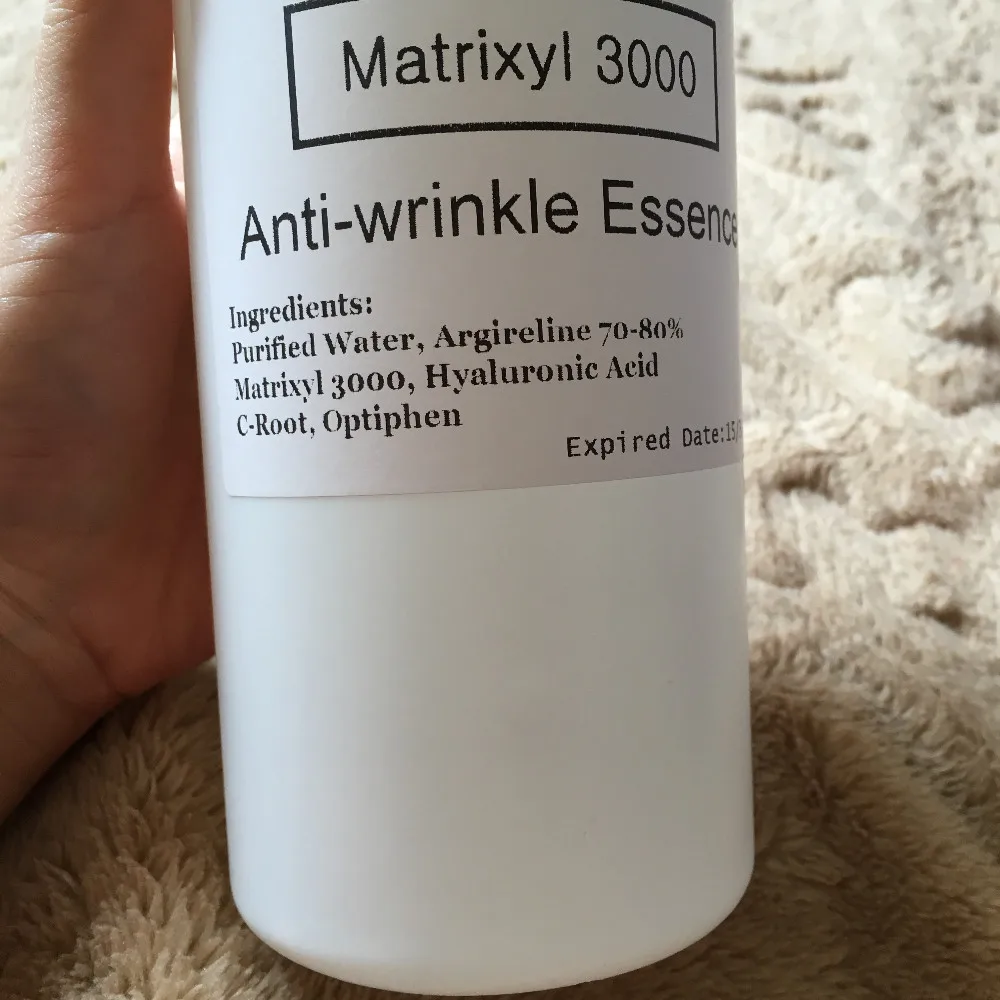 Matrixyl 3000
Anti-wrinkle Essence
Ingredients:
Purified Water, Argireline 70-80%
Matrixyl 3000, Hyaluronic Acid
C-Root, Optiphen
Expired Date:15/